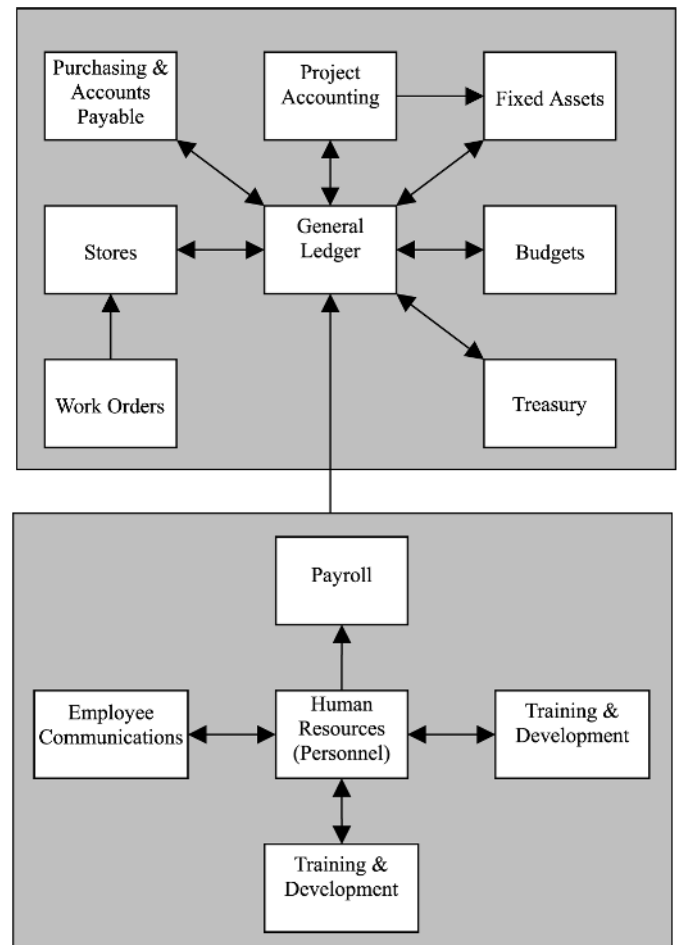 Purchasing &
Accounts
Payable
Project
Accounting
Fixed Assets
Stores
General
Ledger
Budgets
Work Orders
Treasury
Payroll
Employee
Communications
Human
Resources
(Personnel)
Training &
Development
Training &
Development